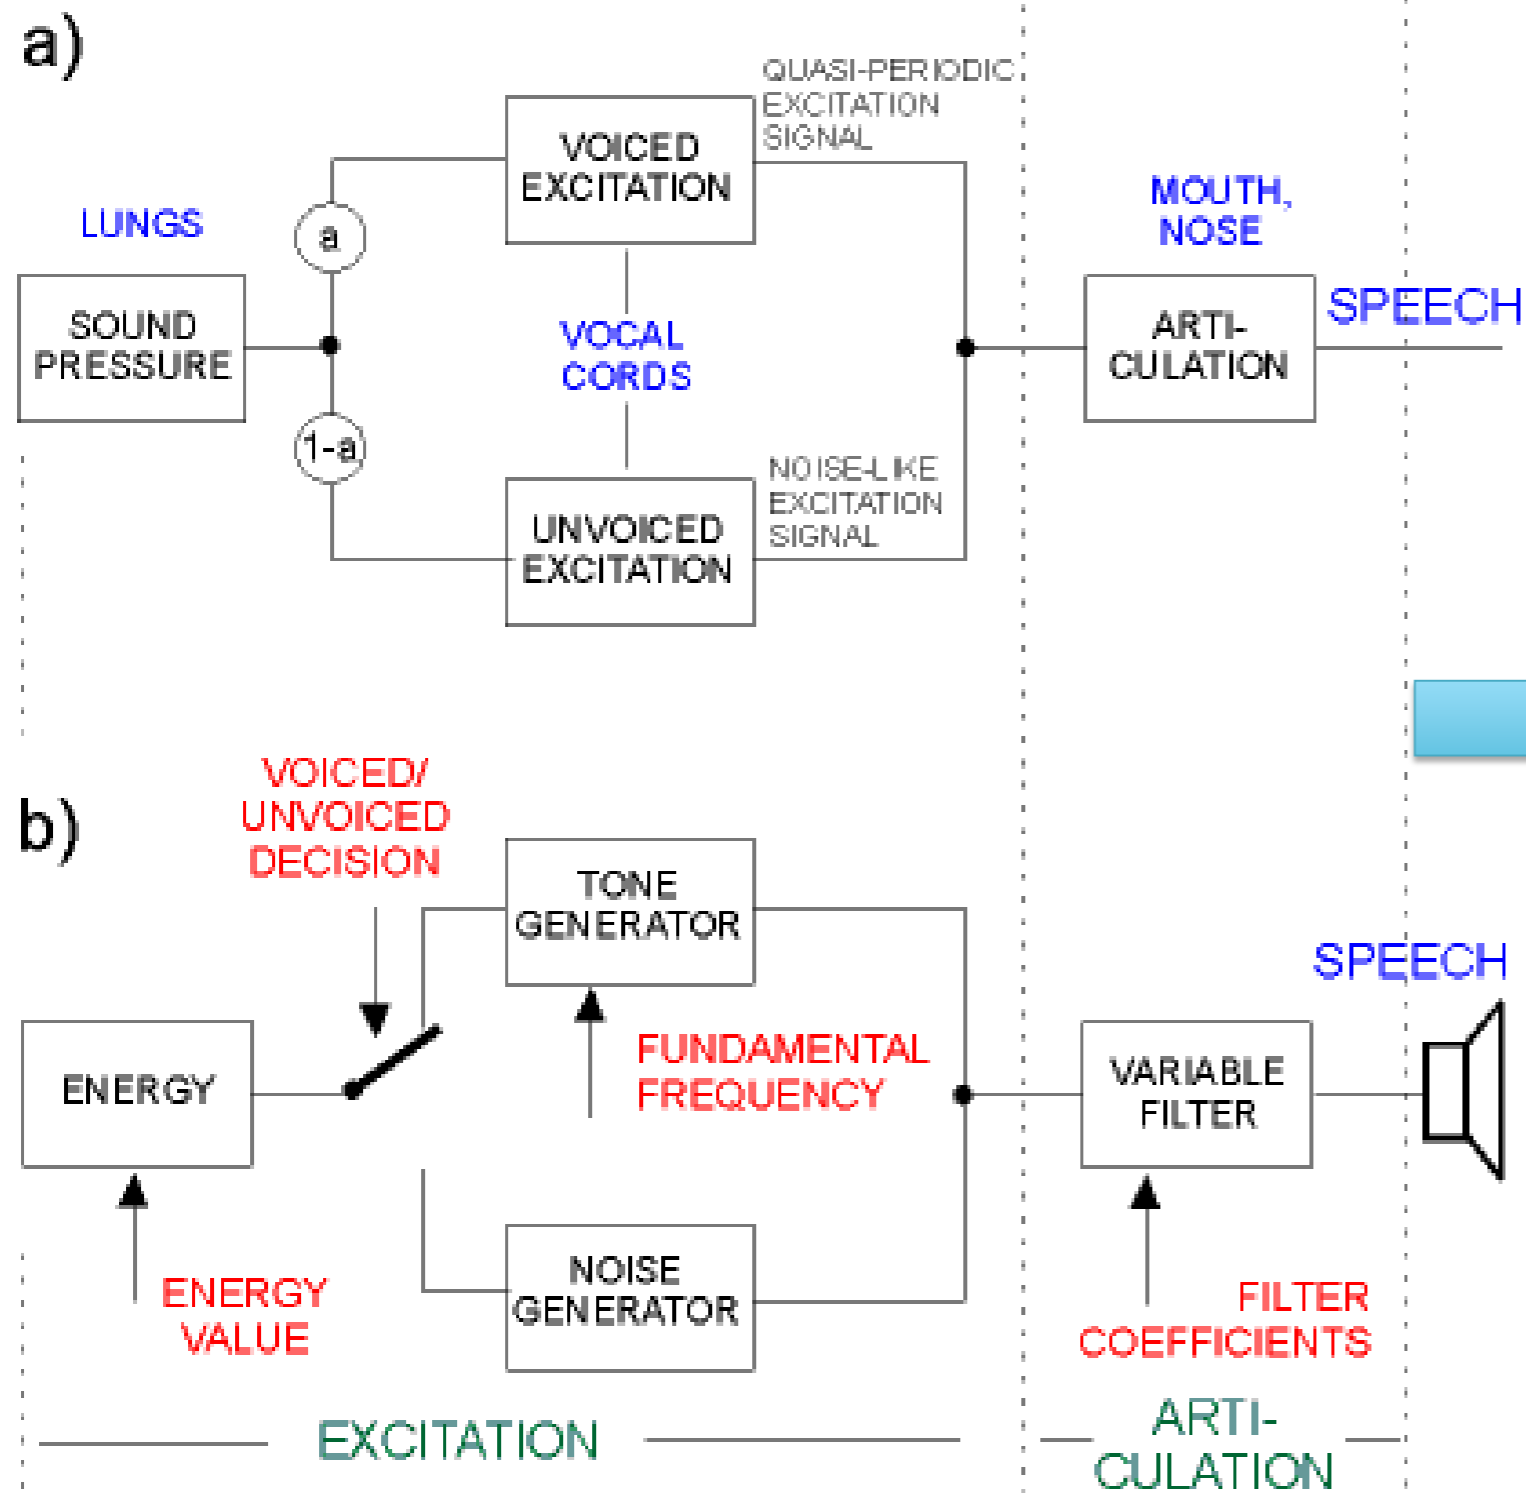 a)
QUASI-PERIODIC
EXCITATION
SIGNAL
VOICED
EXCITATION
LUNGS
a
MOUTH,
NOSE
SOUND
PRESSURE
VOCAL
CORDS
ARTI-
CULATION
SPEECH
1-a
NOISE-LIKE
EXCITATION
SIGNAL
UNVOICED
EXCITATION
b)
VOICED/
UNVOICED
DECISION
TONE
GENERATOR
SPEECH
ENERGY
FUNDAMENTAL
FREQUENCY
VARIABLE
FILTER
ENERGY
VALUE
NOISE
GENERATOR
FILTER
COEFFICIENTS
EXCITATION
ARTI-
CULATION